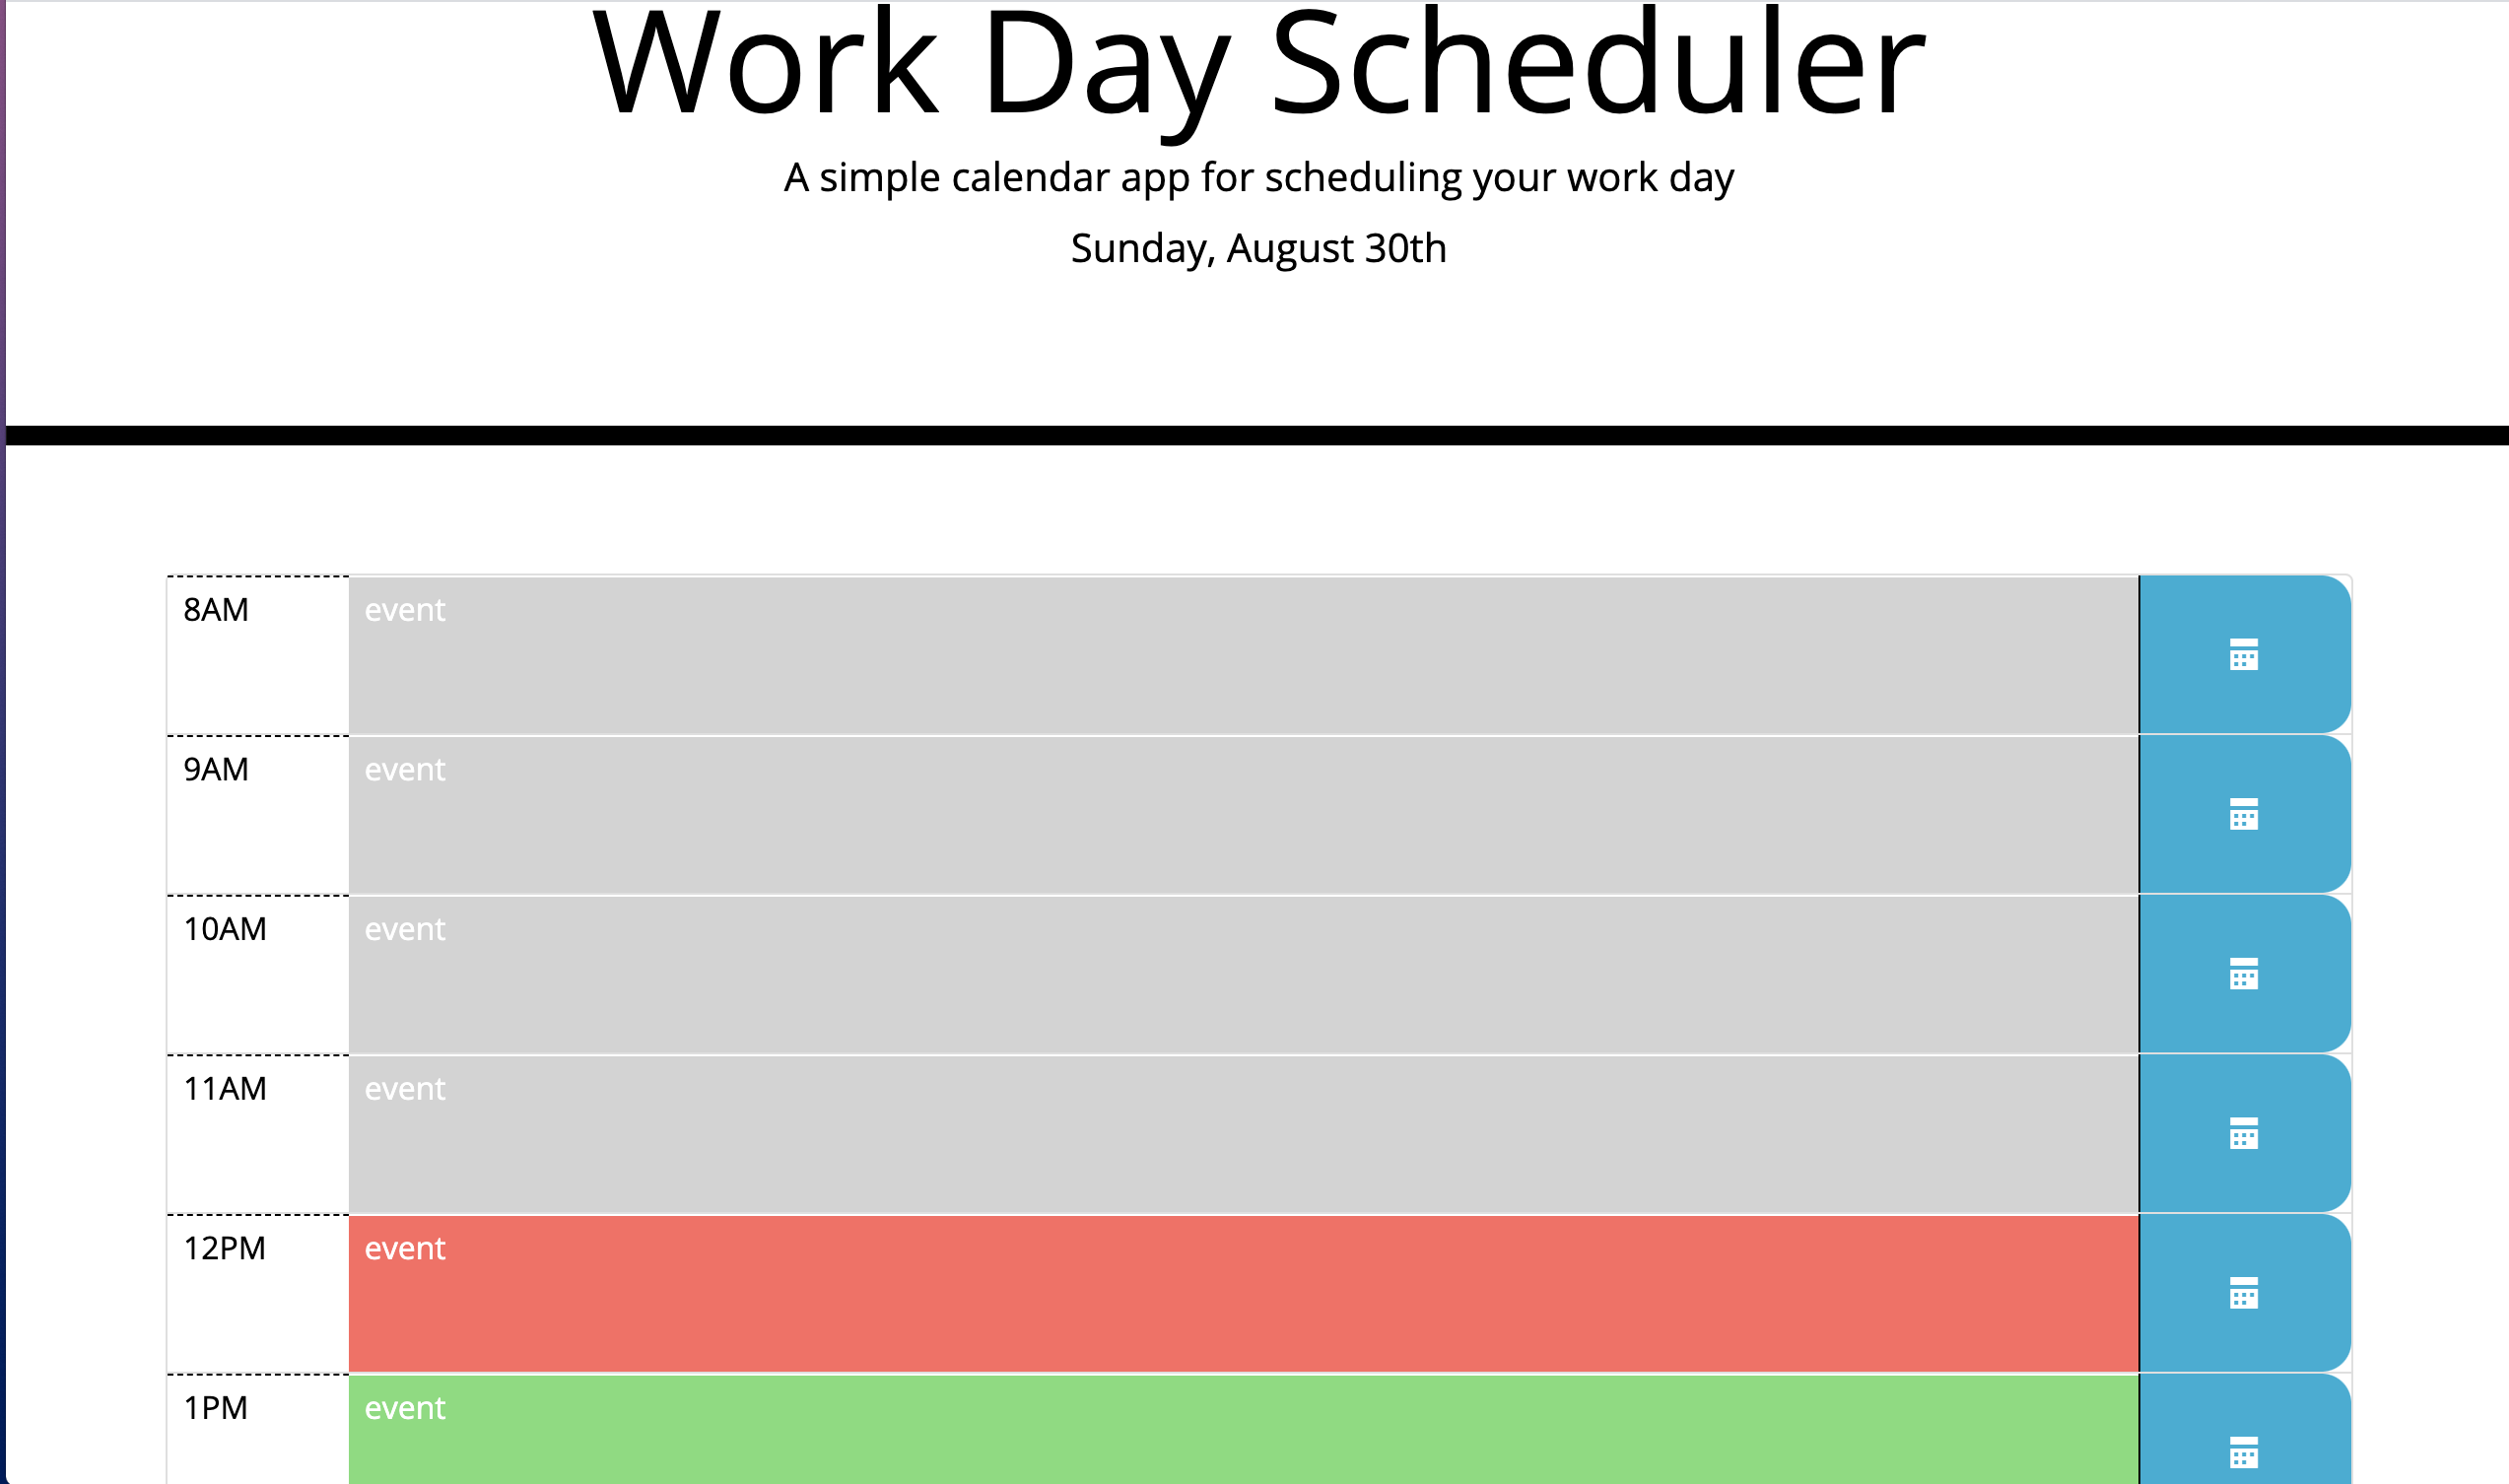 Work Day Scheduler
A simple calendar app for scheduling your work day
Sunday, August 30th
8AM event
9AM event
10AM event
11AM event
12PM event
1PM event